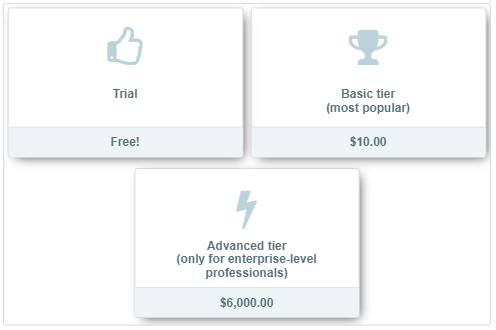 Trial
Free!
Basic tier
(most popular)
$10.00
Advanced tier
(only for enterprise-level
professionals)
$6,000.00